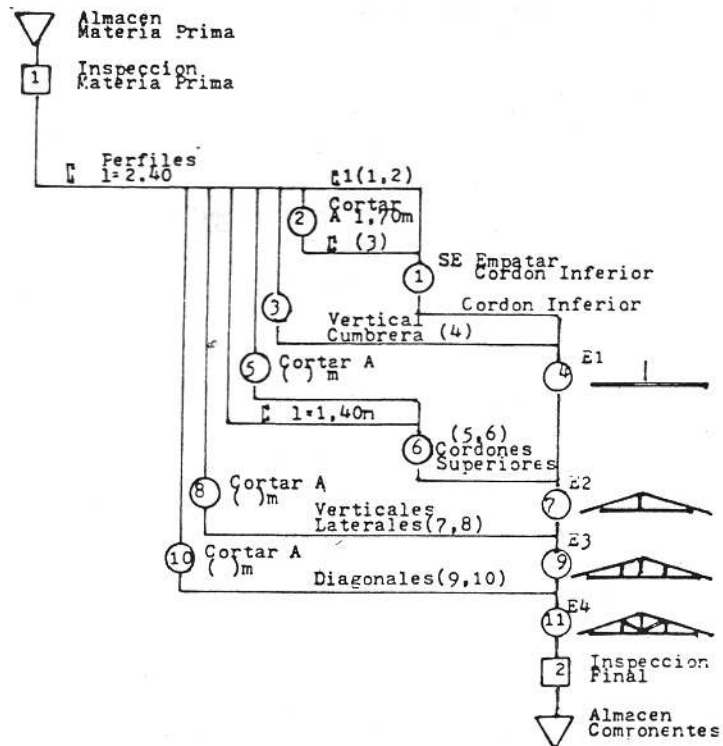 Almacen
Materia Prima
1
Inspeccion
Materia Prima
Perfiles
l=2.40
1(1,2)
2
Cortar
A 1,70m
(3)
1
SE Empatar
Cordon Inferior
Cordon Inferior
3
Vertical
Cumbrera (4)
E1
4
5
Cortar A
( ) m
l=1,40m
6
(5,6)
Cordones
Superiores
E2
7
8
Cortar A
( )m
Verticales
Laterales(7,8)
E3
9
10
Cortar A
( )m
Diagonales(9,10)
E4
11
2
Inspeccion
Final
Almacen
Componentes